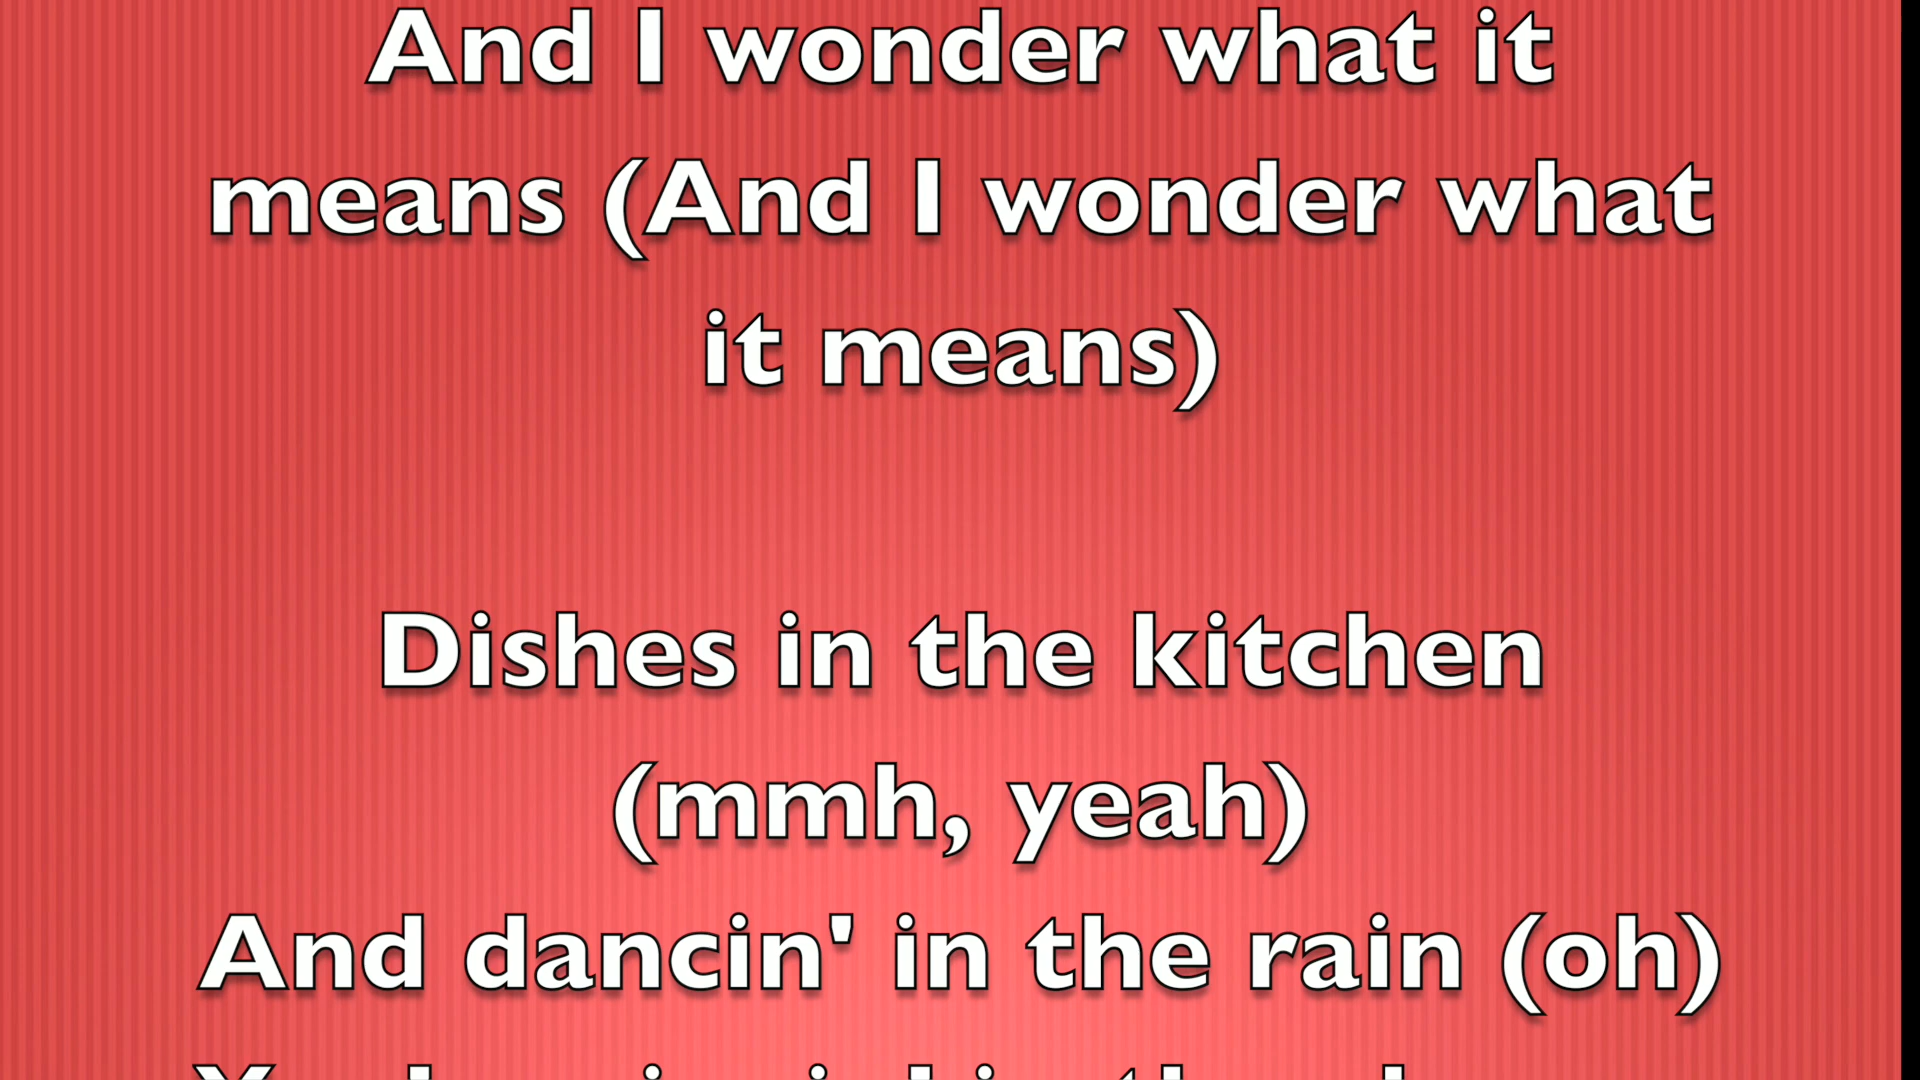 And I wonder what it
means (And I wonder what
it means)
Dishes in the kitchen
(mmh, yeah)
And dancin' in the rain (oh)